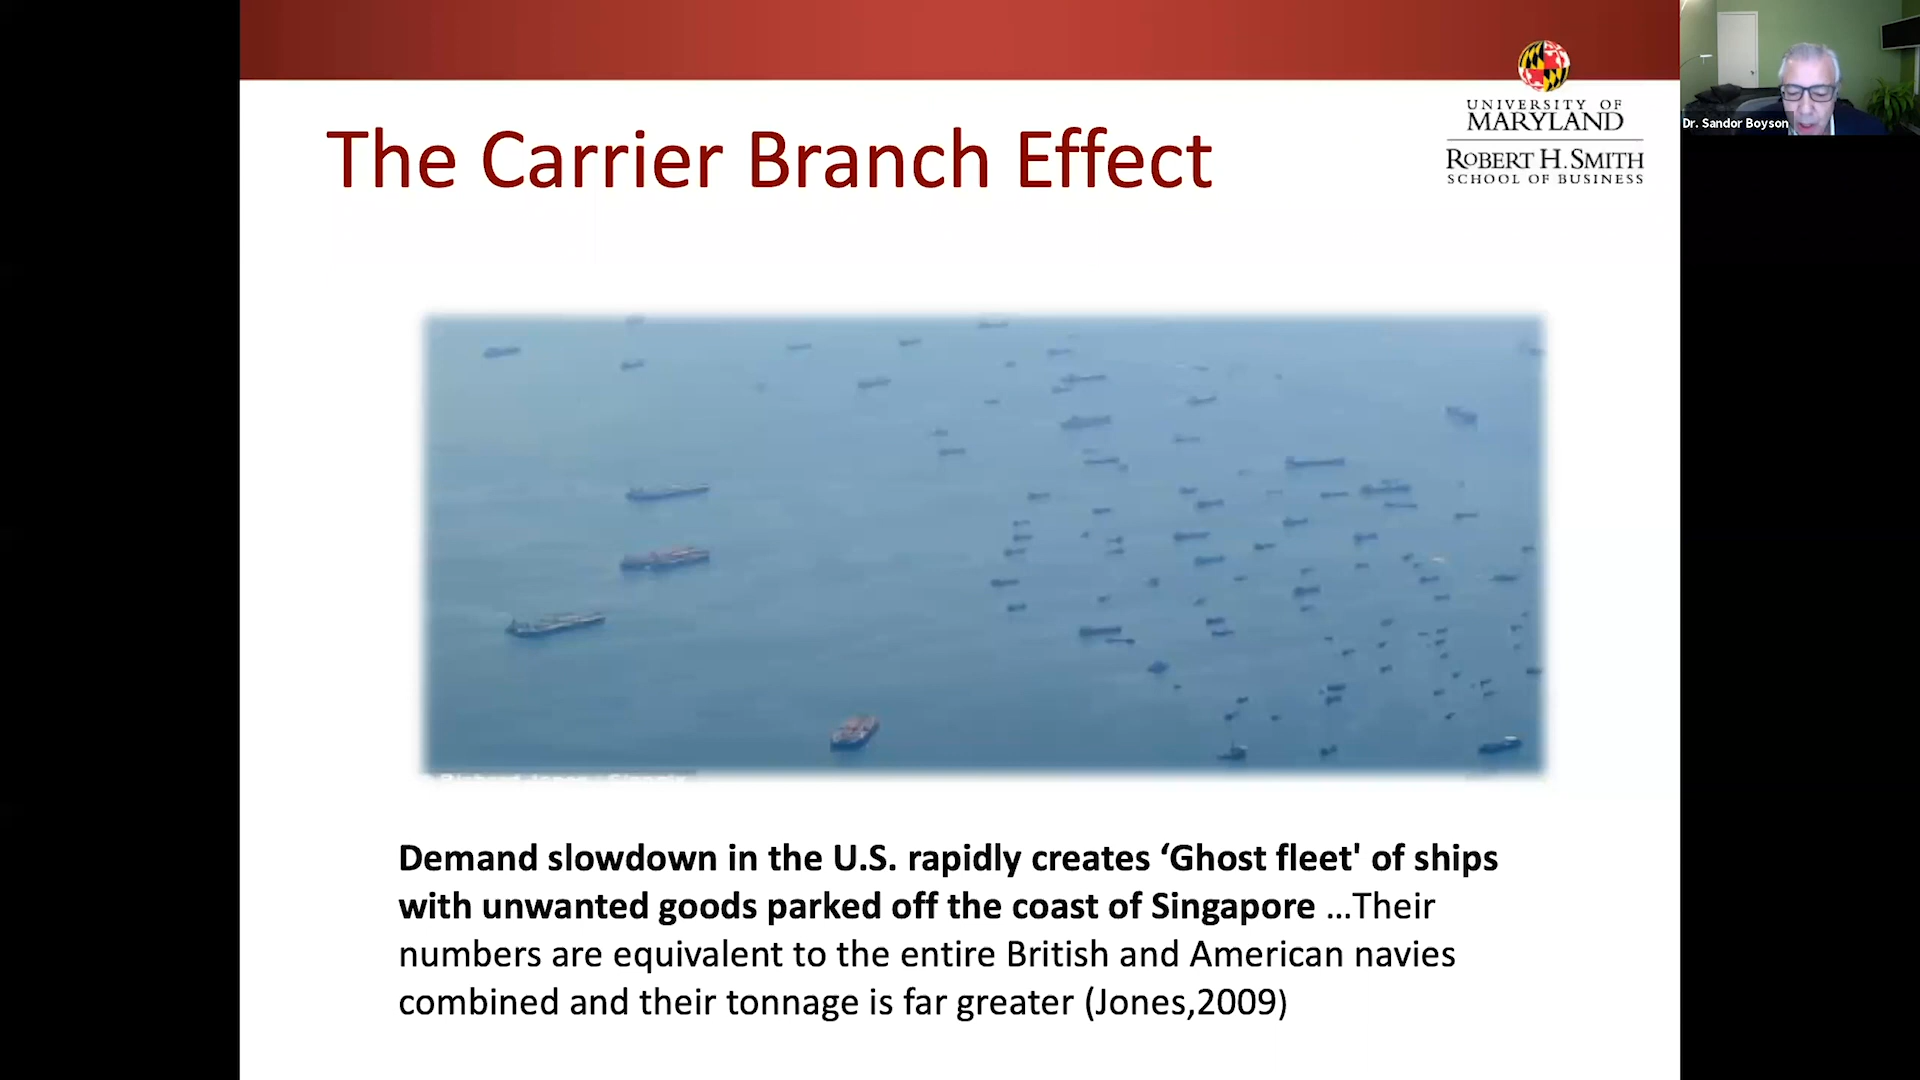 The Carrier Branch Effect
UNIVERSITY OF
MARYLAND
ROBERT H. SMITH
SCHOOL OF BUSINESS
Dr. Sandor Boyson
Demand slowdown in the U.S. rapidly creates ‘Ghost fleet' of ships
with unwanted goods parked off the coast of Singapore ...Their
numbers are equivalent to the entire British and American navies
combined and their tonnage is far greater (Jones,2009)